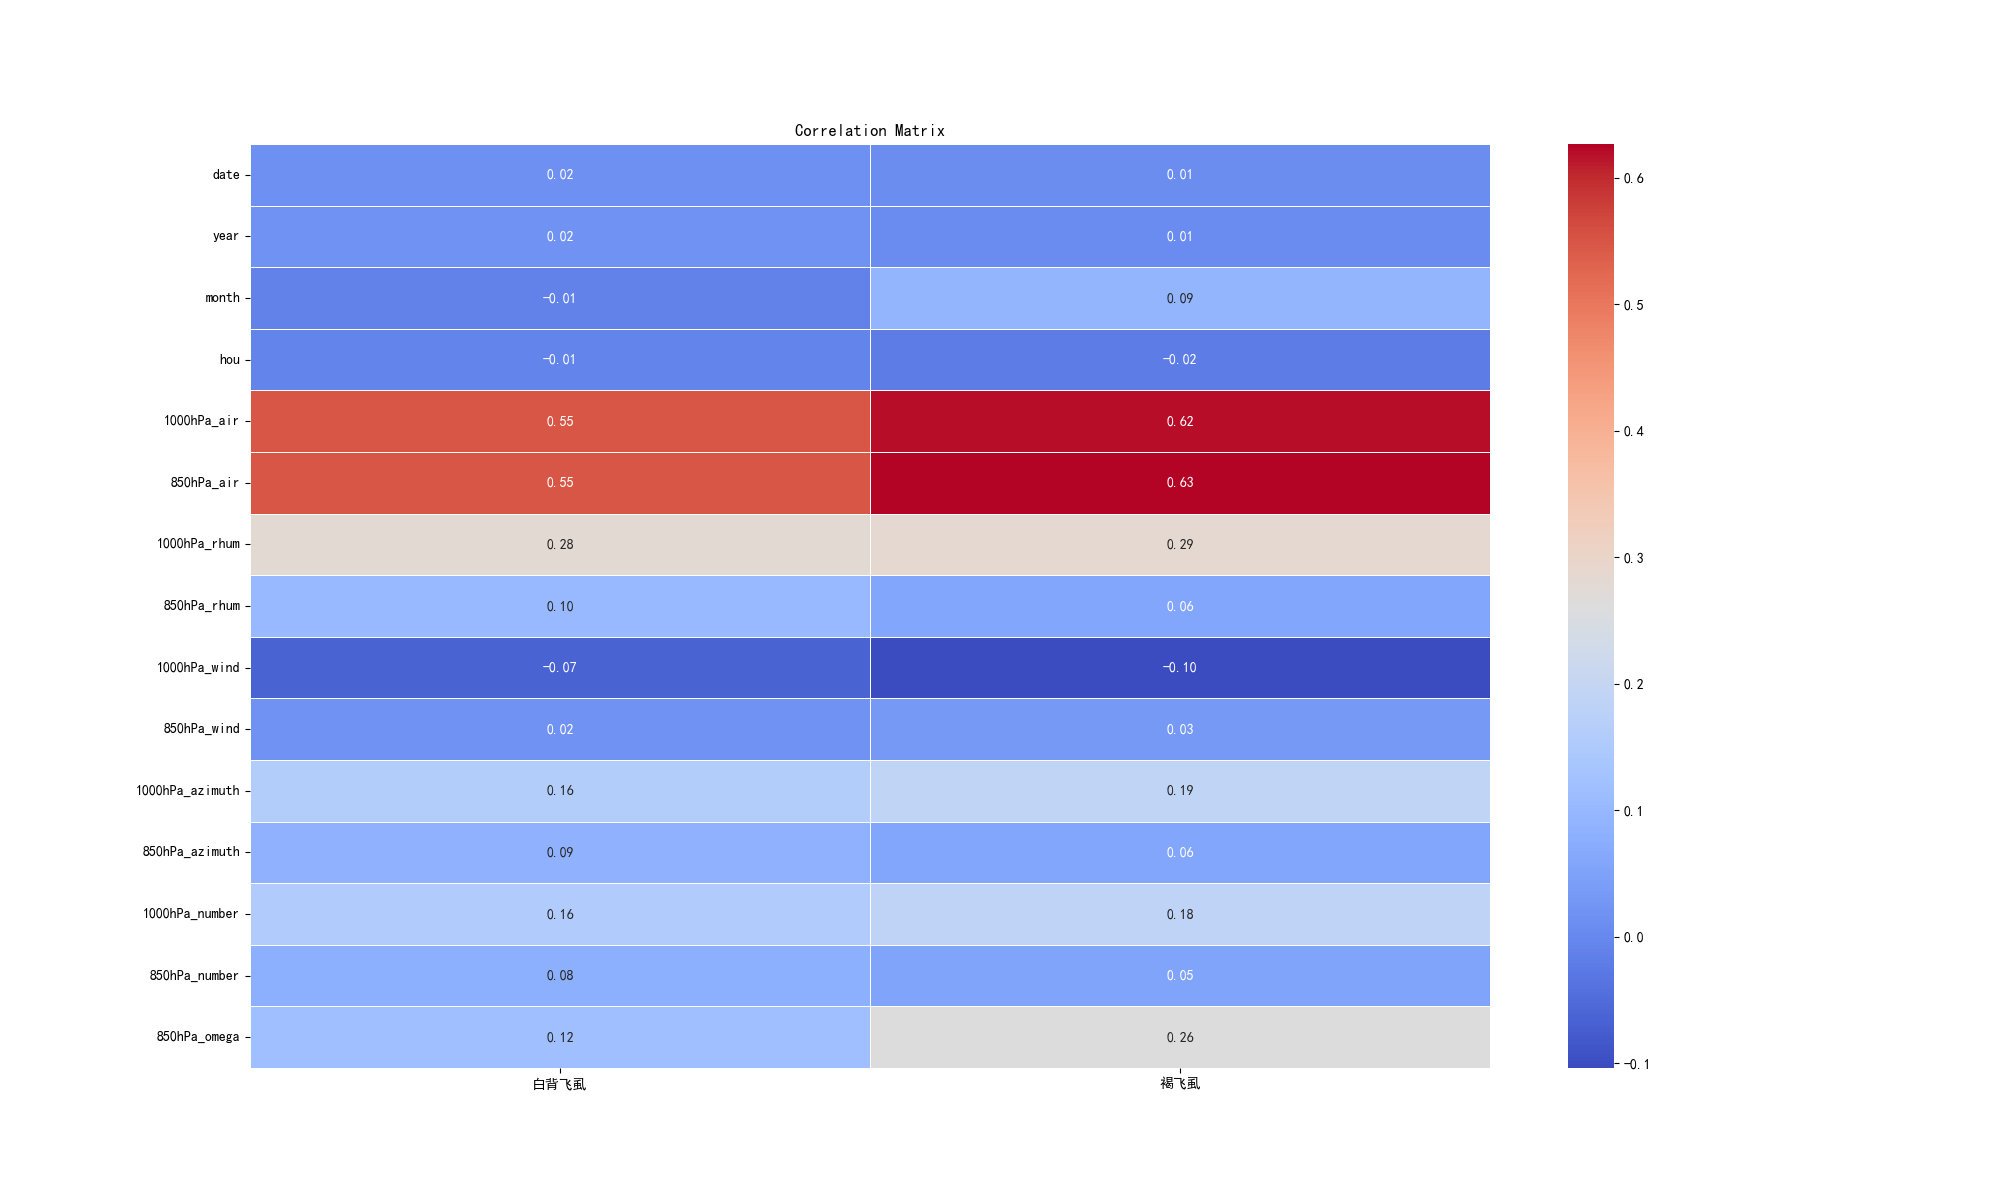 Correlation Matrix
date 0.02 0.01
year 0.02 0.01
month -0.01 0.09
hou -0.01 -0.02
1000hPa_air 0.55 0.62
850hPa_air 0.55 0.63
1000hPa_rhum 0.28 0.29
850hPa_rhum 0.10 0.06
1000hPa_wind -0.07 -0.10
850hPa_wind 0.02 0.03
1000hPa_azimuth 0.16 0.19
850hPa_azimuth 0.09 0.06
1000hPa_number 0.16 0.18
850hPa_number 0.08 0.05
850hPa_omega 0.12 0.26
白背飞虱 褐飞虱
0.6
0.5
0.4
0.3
0.2
0.1
0.0
-0.1